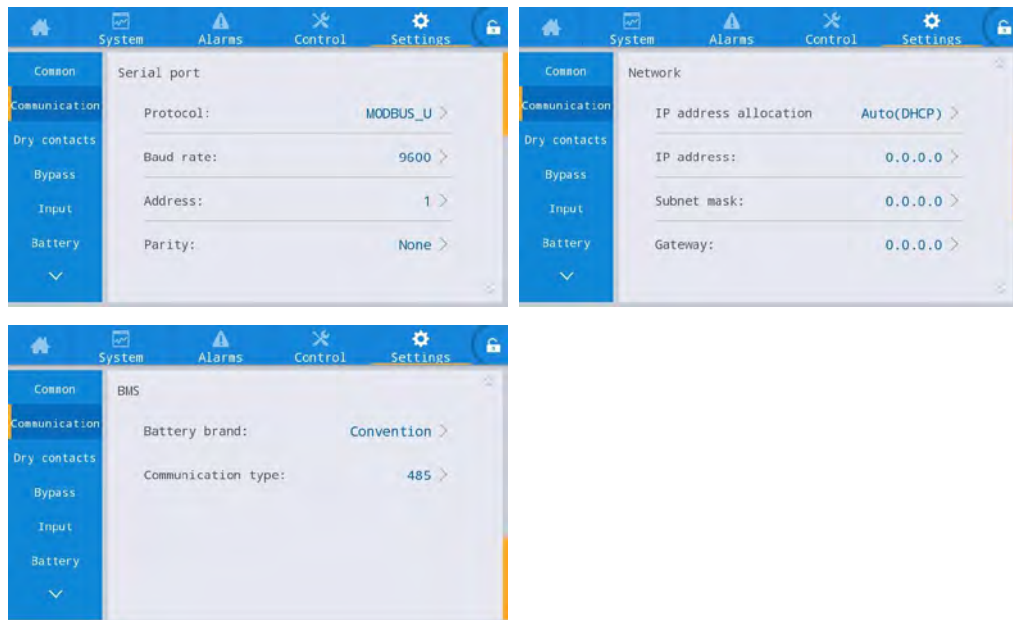 System Alarms Control Settings
Common
Communication
Dry contacts
Bypass
Input
Battery
Serial port
Protocol: MODBUS_U >
Baud rate: 9600 >
Address: 1 >
Parity: None >
System Alarms Control Settings
Common
Communication
Dry contacts
Bypass
Input
Battery
Network
IP address allocation Auto(DHCP) >
IP address: 0.0.0.0 >
Subnet mask: 0.0.0.0 >
Gateway: 0.0.0.0 >
System Alarms Control Settings
Common
Communication
Dry contacts
Bypass
Input
Battery
BMS
Battery brand: Convention >
Communication type: 485 >